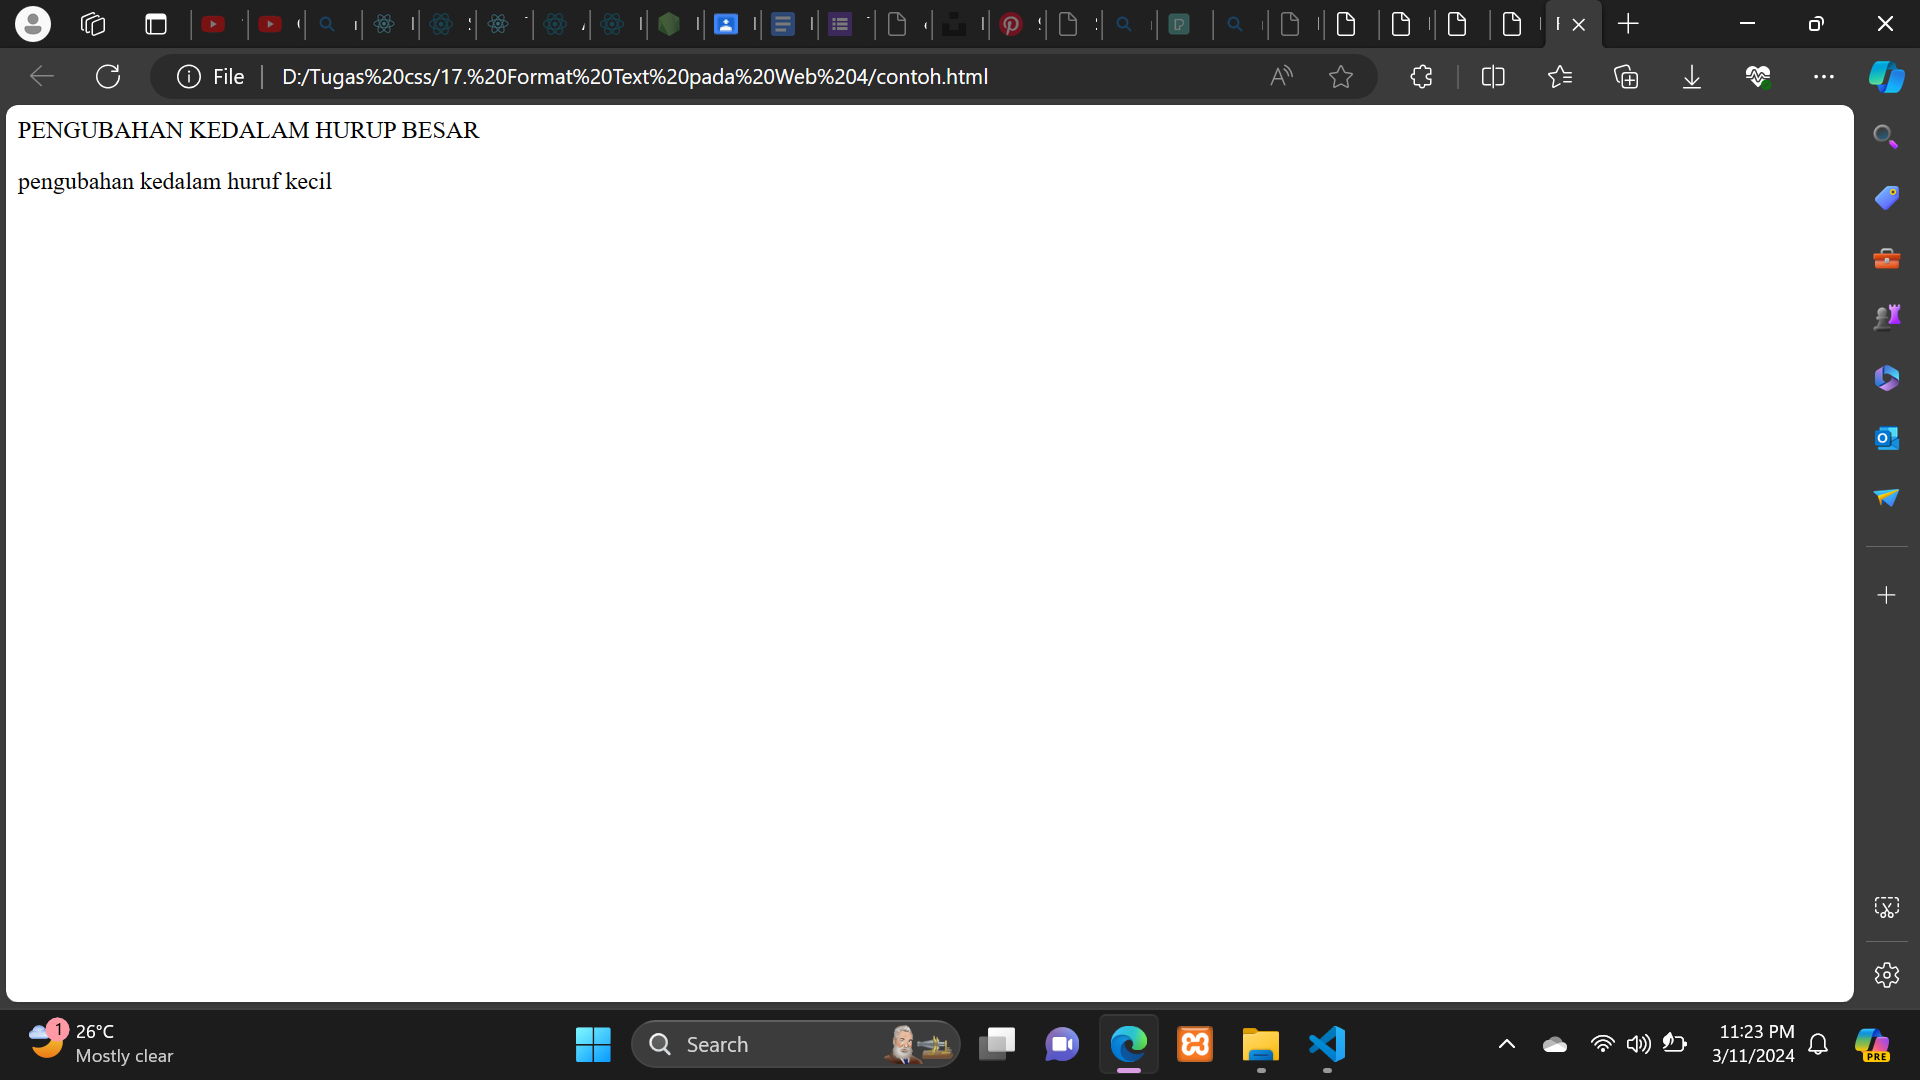 File
D:/Tugas%20css/17.%20Format%20Text%20pada%20Web%204/contoh.html
PENGUBAHAN KEDALAM HURUP BESAR
pengubahan kedalam huruf kecil
1
26°C
Mostly clear
Search
11:23 PM
3/11/2024
PRE